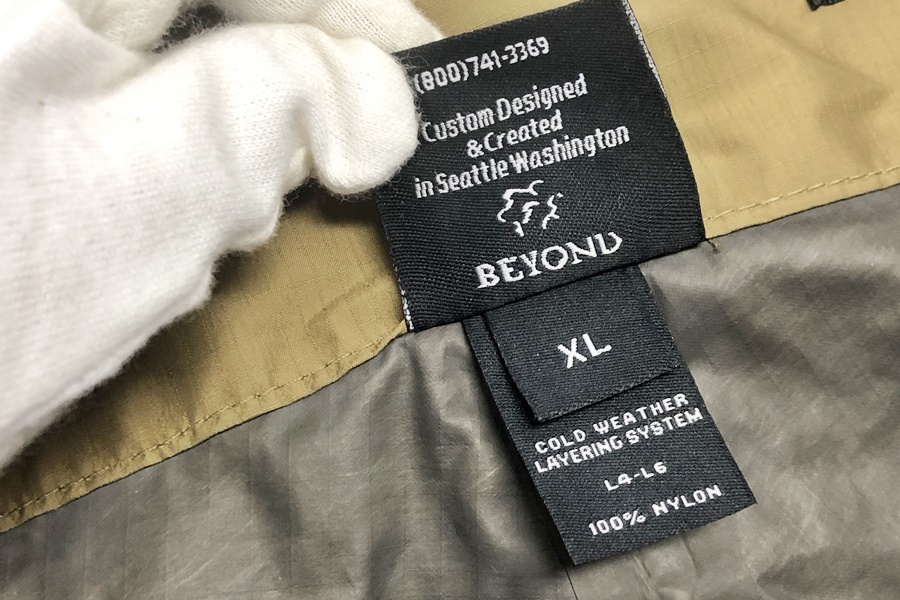 (800)741-3369
Custom Designed
& Created
in Seattle Washington
BEYOND
XL
COLD WEATHER
LAYERING SYSTEM
L4-L6
100% NYLON